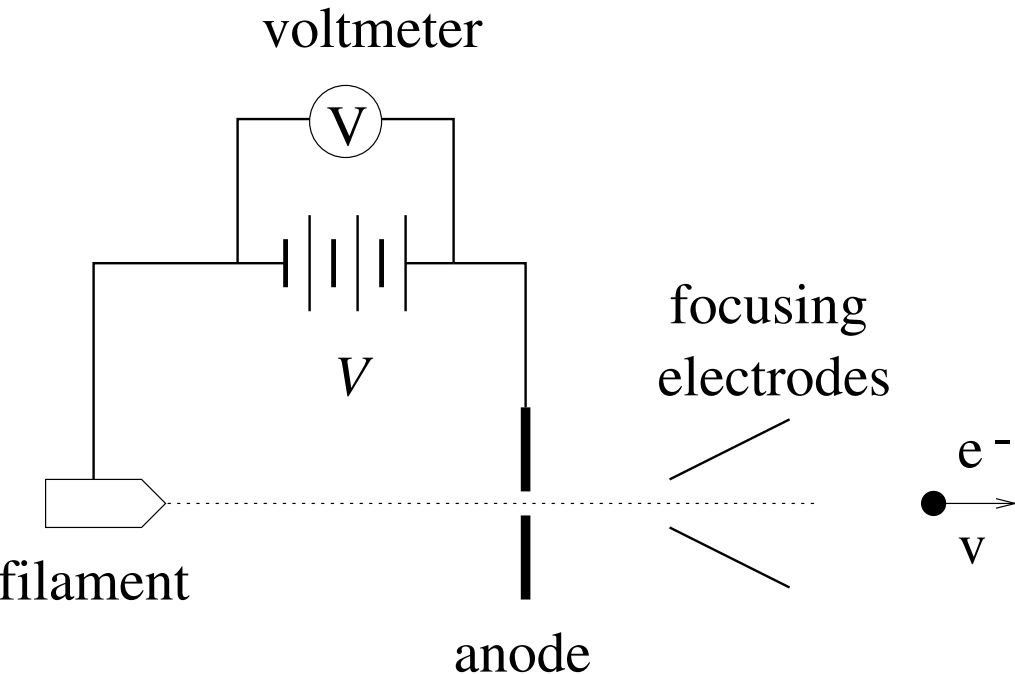 voltmeter
V
V
focusing
electrodes
e -
v
filament
anode